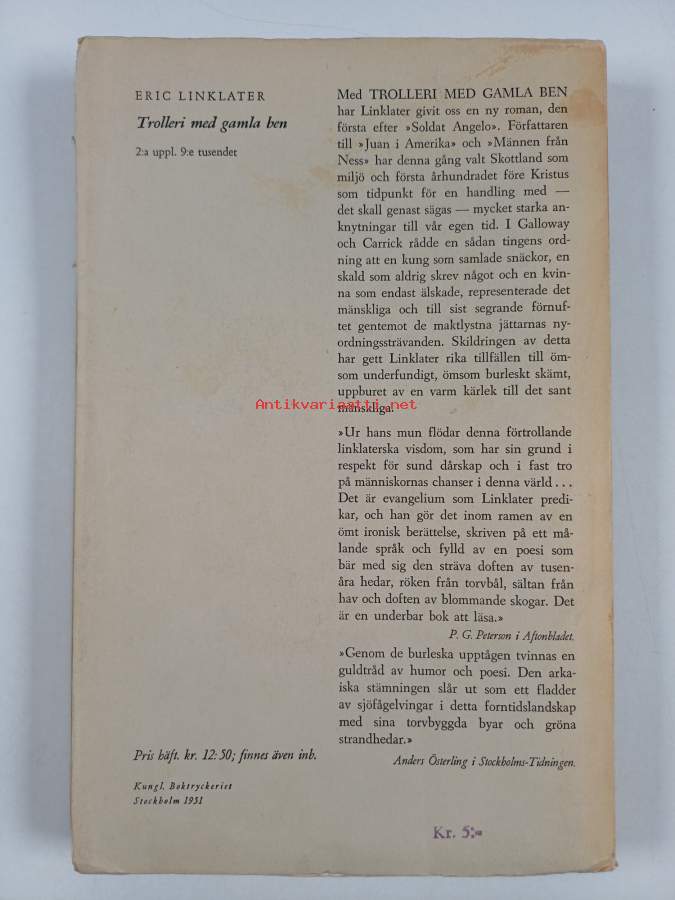 ERIC LINKLATER
Trolleri med gamla ben
2:a uppl. 9:e tusendet
Med TROLLERI MED GAMLA BEN
har Linklater givit oss en ny roman, den
första efter »Soldat Angelo». Författaren
till »Juan i Amerika» och »Männen från
Ness» har denna gång valt Skottland som
miljö och första århundradet före Kristus
som tidpunkt för en handling med —
det skall genast sägas — mycket starka an-
knytningar till vår egen tid. I Galloway
och Carrick rådde en sådan tingens ord-
ning att en kung som samlade snäckor, en
skald som aldrig skrev något och en kvin-
na som endast älskade, representerade det
mänskliga och till sist segrande förnuf-
tet gentemot de maktlystna jättarnas ny-
ordningssträvanden. Skildringen av detta
har gett Linklater rika tillfällen till öm-
som underfundigt, ömsom burleskt skämt,
uppburet av en varm kärlek till det sant
mänskliga.
Antikvariaatti.net
»Ur hans mun flödar denna förtrollande
linklaterska visdom, som har sin grund i
respekt för sund dårskap och i fast tro
på människornas chanser i denna värld ...
Det är evangelium som Linklater predi-
kar, och han gör det inom ramen av en
ömt ironisk berättelse, skriven på ett må-
lande språk och fylld av en poesi som
bär med sig den sträva doften av tusen-
åra hedar, röken från torvbål, sältan från
hav och doften av blommande skogar. Det
är en underbar bok att läsa.»
P. G. Peterson i Aftonbladet.
»Genom de burleska upptågen tvinnas en
guldtråd av humor och poesi. Den arka-
iska stämningen slår ut som ett fladder
av sjöfågelvingar i detta forntidslandskap
med sina torvbyggda byar och gröna
strandhedar.»
Anders Österling i Stockholms-Tidningen.
Pris häft. kr. 12:50; finnes även inb.
Kungl. Boktryckeriet
Stockholm 1951
Kr. 5:-